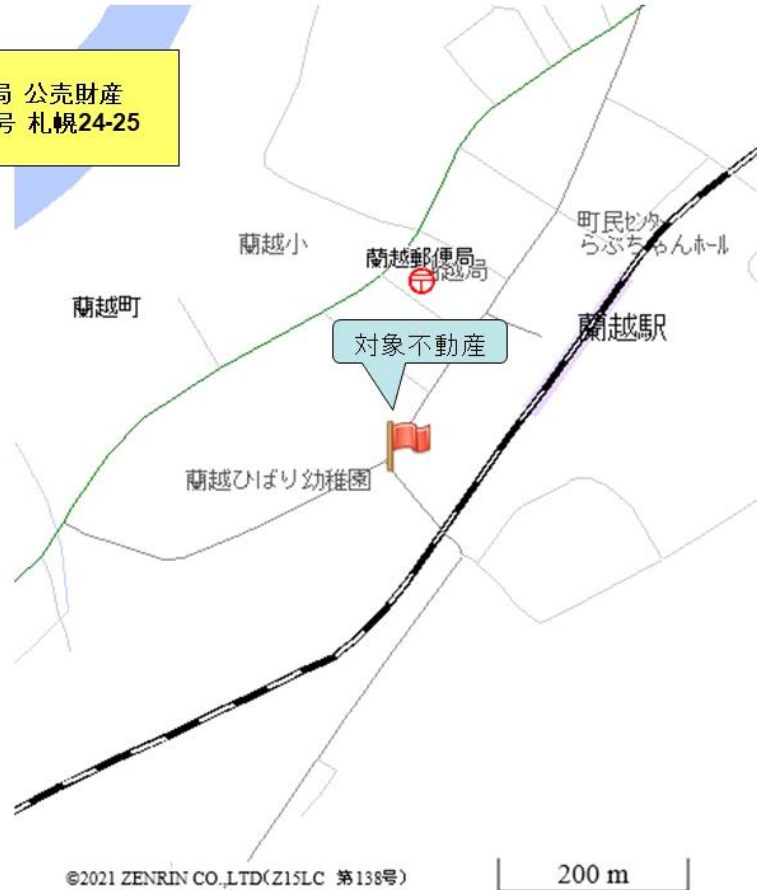 局 公売財産
号 札幌24-25
蘭越小
蘭越郵便局
越局
町民センター
らぶちゃんホール
蘭越町
蘭越駅
対象不動産
蘭越ひばり幼稚園
©2021 ZENRIN CO.,LTD(Z15LC 第138号)
200 m